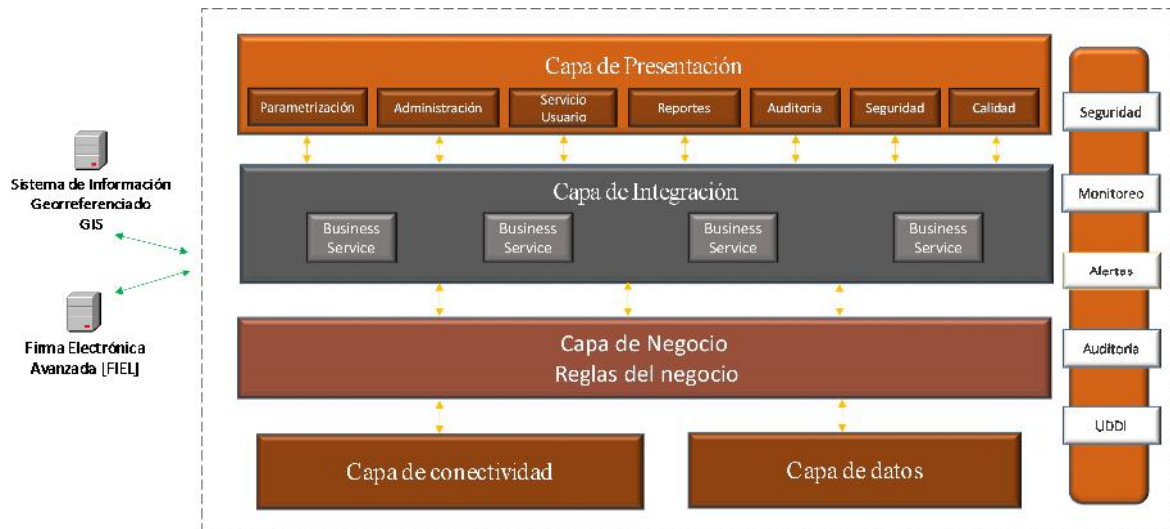 Capa de Presentación
Parametrización
Administración
Servicio
Usuario
Reportes
Auditoria
Seguridad
Calidad
Sistema de Información
Georreferenciado
GIS
Firma Electrónica
Avanzada [FIEL]
Capa de Integración
Business
Service
Business
Service
Business
Service
Business
Service
Capa de Negocio
Reglas del negocio
Capa de conectividad
Capa de datos
Seguridad
Monitoreo
Alertas
Auditoria
UDDI